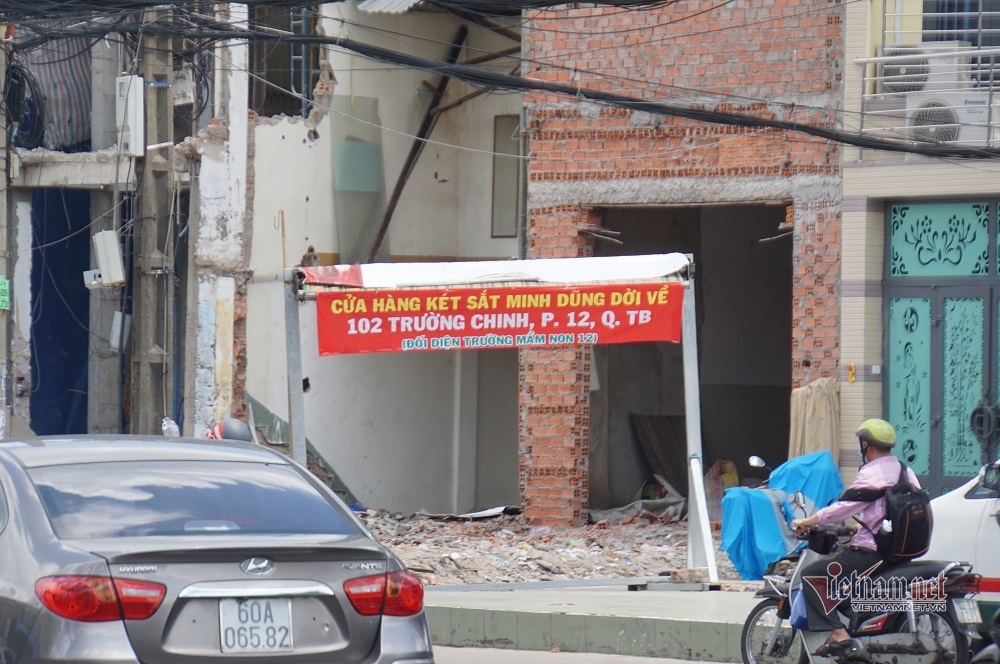 CỬA HÀNG KÉT SẮT MINH DŨNG DỜI VỀ
102 TRƯỜNG CHINH, P. 12, Q. TB
(ĐỐI DIỆN TRƯỜNG MẦM NON 12)
HYUNDAI
AVANTE
60A
065.82
vietnamnet
VIETNAMNET.VN